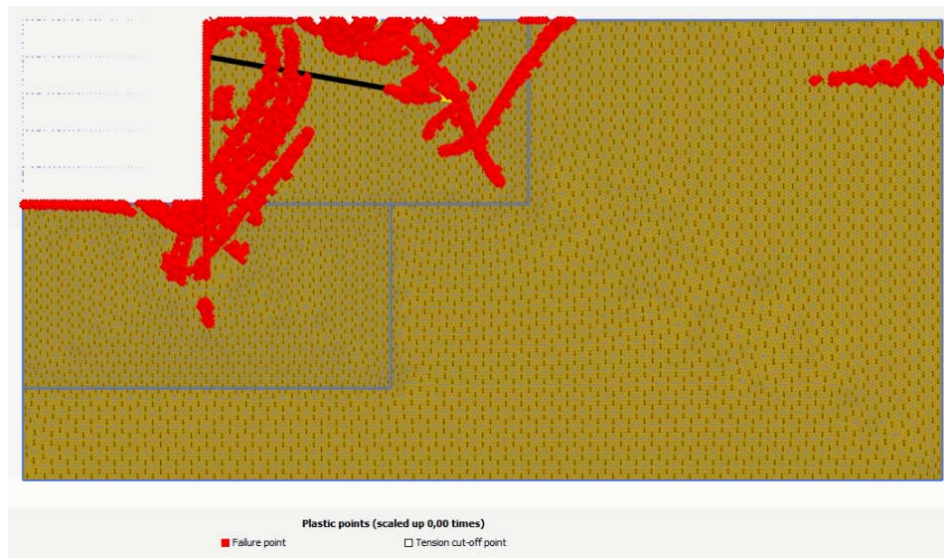 Plastic points (scaled up 0,00 times)
Failure point
Tension cut-off point